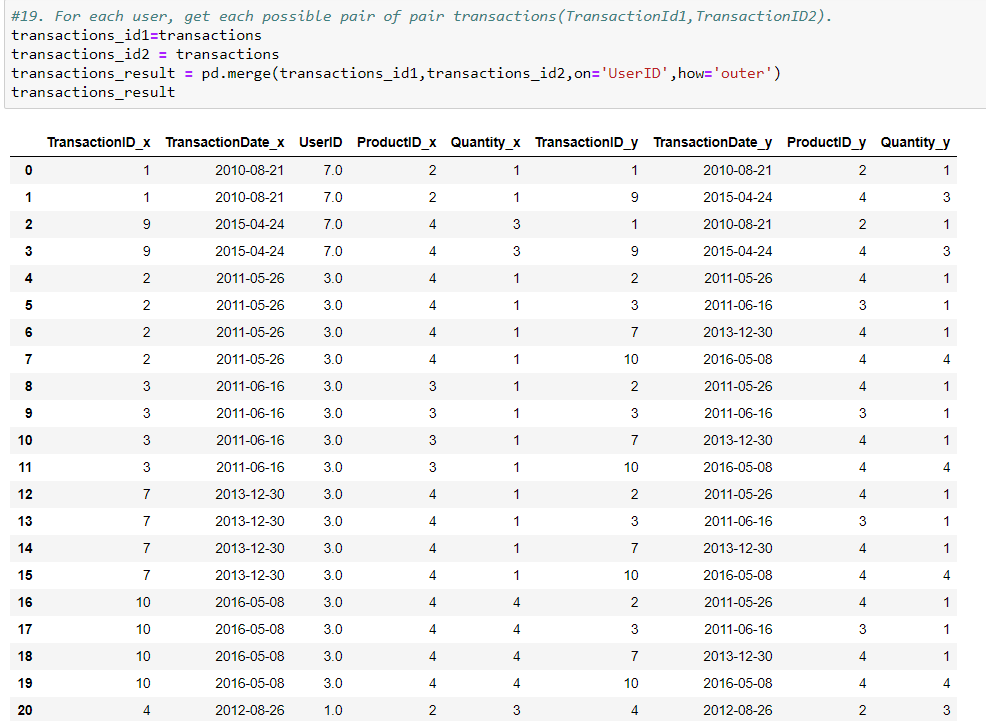 #19. For each user, get each possible pair of pair transactions(TransactionId1,TransactionID2).
transactions_id1=transactions
transactions_id2 = transactions
transactions_result = pd.merge(transactions_id1,transactions_id2,on='UserID',how='outer')
transactions_result
TransactionID_x TransactionDate_x UserID ProductID_x Quantity_x TransactionID_y TransactionDate_y ProductID_y Quantity_y
0 1 2010-08-21 7.0 2 1 1 2010-08-21 2 1
1 1 2010-08-21 7.0 2 1 9 2015-04-24 4 3
2 9 2015-04-24 7.0 4 3 1 2010-08-21 2 1
3 9 2015-04-24 7.0 4 3 9 2015-04-24 4 3
4 2 2011-05-26 3.0 4 1 2 2011-05-26 4 1
5 2 2011-05-26 3.0 4 1 3 2011-06-16 3 1
6 2 2011-05-26 3.0 4 1 7 2013-12-30 4 1
7 2 2011-05-26 3.0 4 1 10 2016-05-08 4 4
8 3 2011-06-16 3.0 3 1 2 2011-05-26 4 1
9 3 2011-06-16 3.0 3 1 3 2011-06-16 3 1
10 3 2011-06-16 3.0 3 1 7 2013-12-30 4 1
11 3 2011-06-16 3.0 3 1 10 2016-05-08 4 4
12 7 2013-12-30 3.0 4 1 2 2011-05-26 4 1
13 7 2013-12-30 3.0 4 1 3 2011-06-16 3 1
14 7 2013-12-30 3.0 4 1 7 2013-12-30 4 1
15 7 2013-12-30 3.0 4 1 10 2016-05-08 4 4
16 10 2016-05-08 3.0 4 4 2 2011-05-26 4 1
17 10 2016-05-08 3.0 4 4 3 2011-06-16 3 1
18 10 2016-05-08 3.0 4 4 7 2013-12-30 4 1
19 10 2016-05-08 3.0 4 4 10 2016-05-08 4 4
20 4 2012-08-26 1.0 2 3 4 2012-08-26 2 3